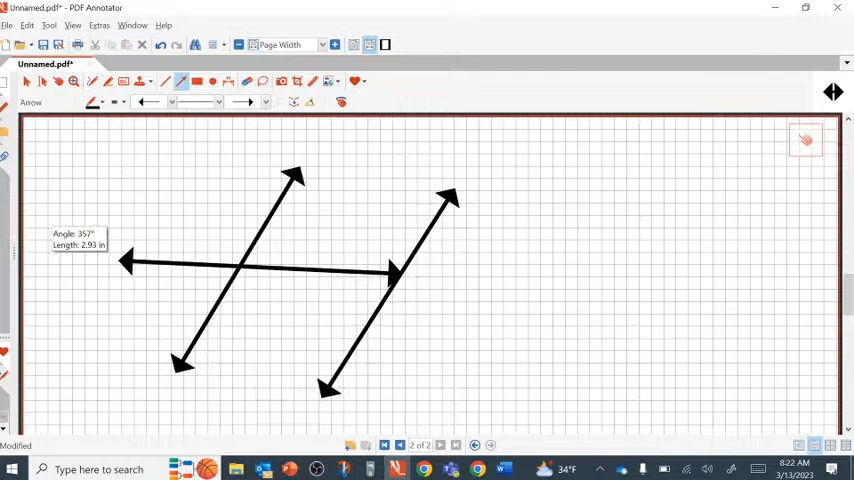 Unnamed.pdf* - PDF Annotator
File Edit Tool View Extras Window Help
Page Width
Unnamed.pdf*
Arrow
Angle: 357°
Length: 2.93 in
2 of 2
Modified
Type here to search
34°F
8:22 AM
3/13/2023